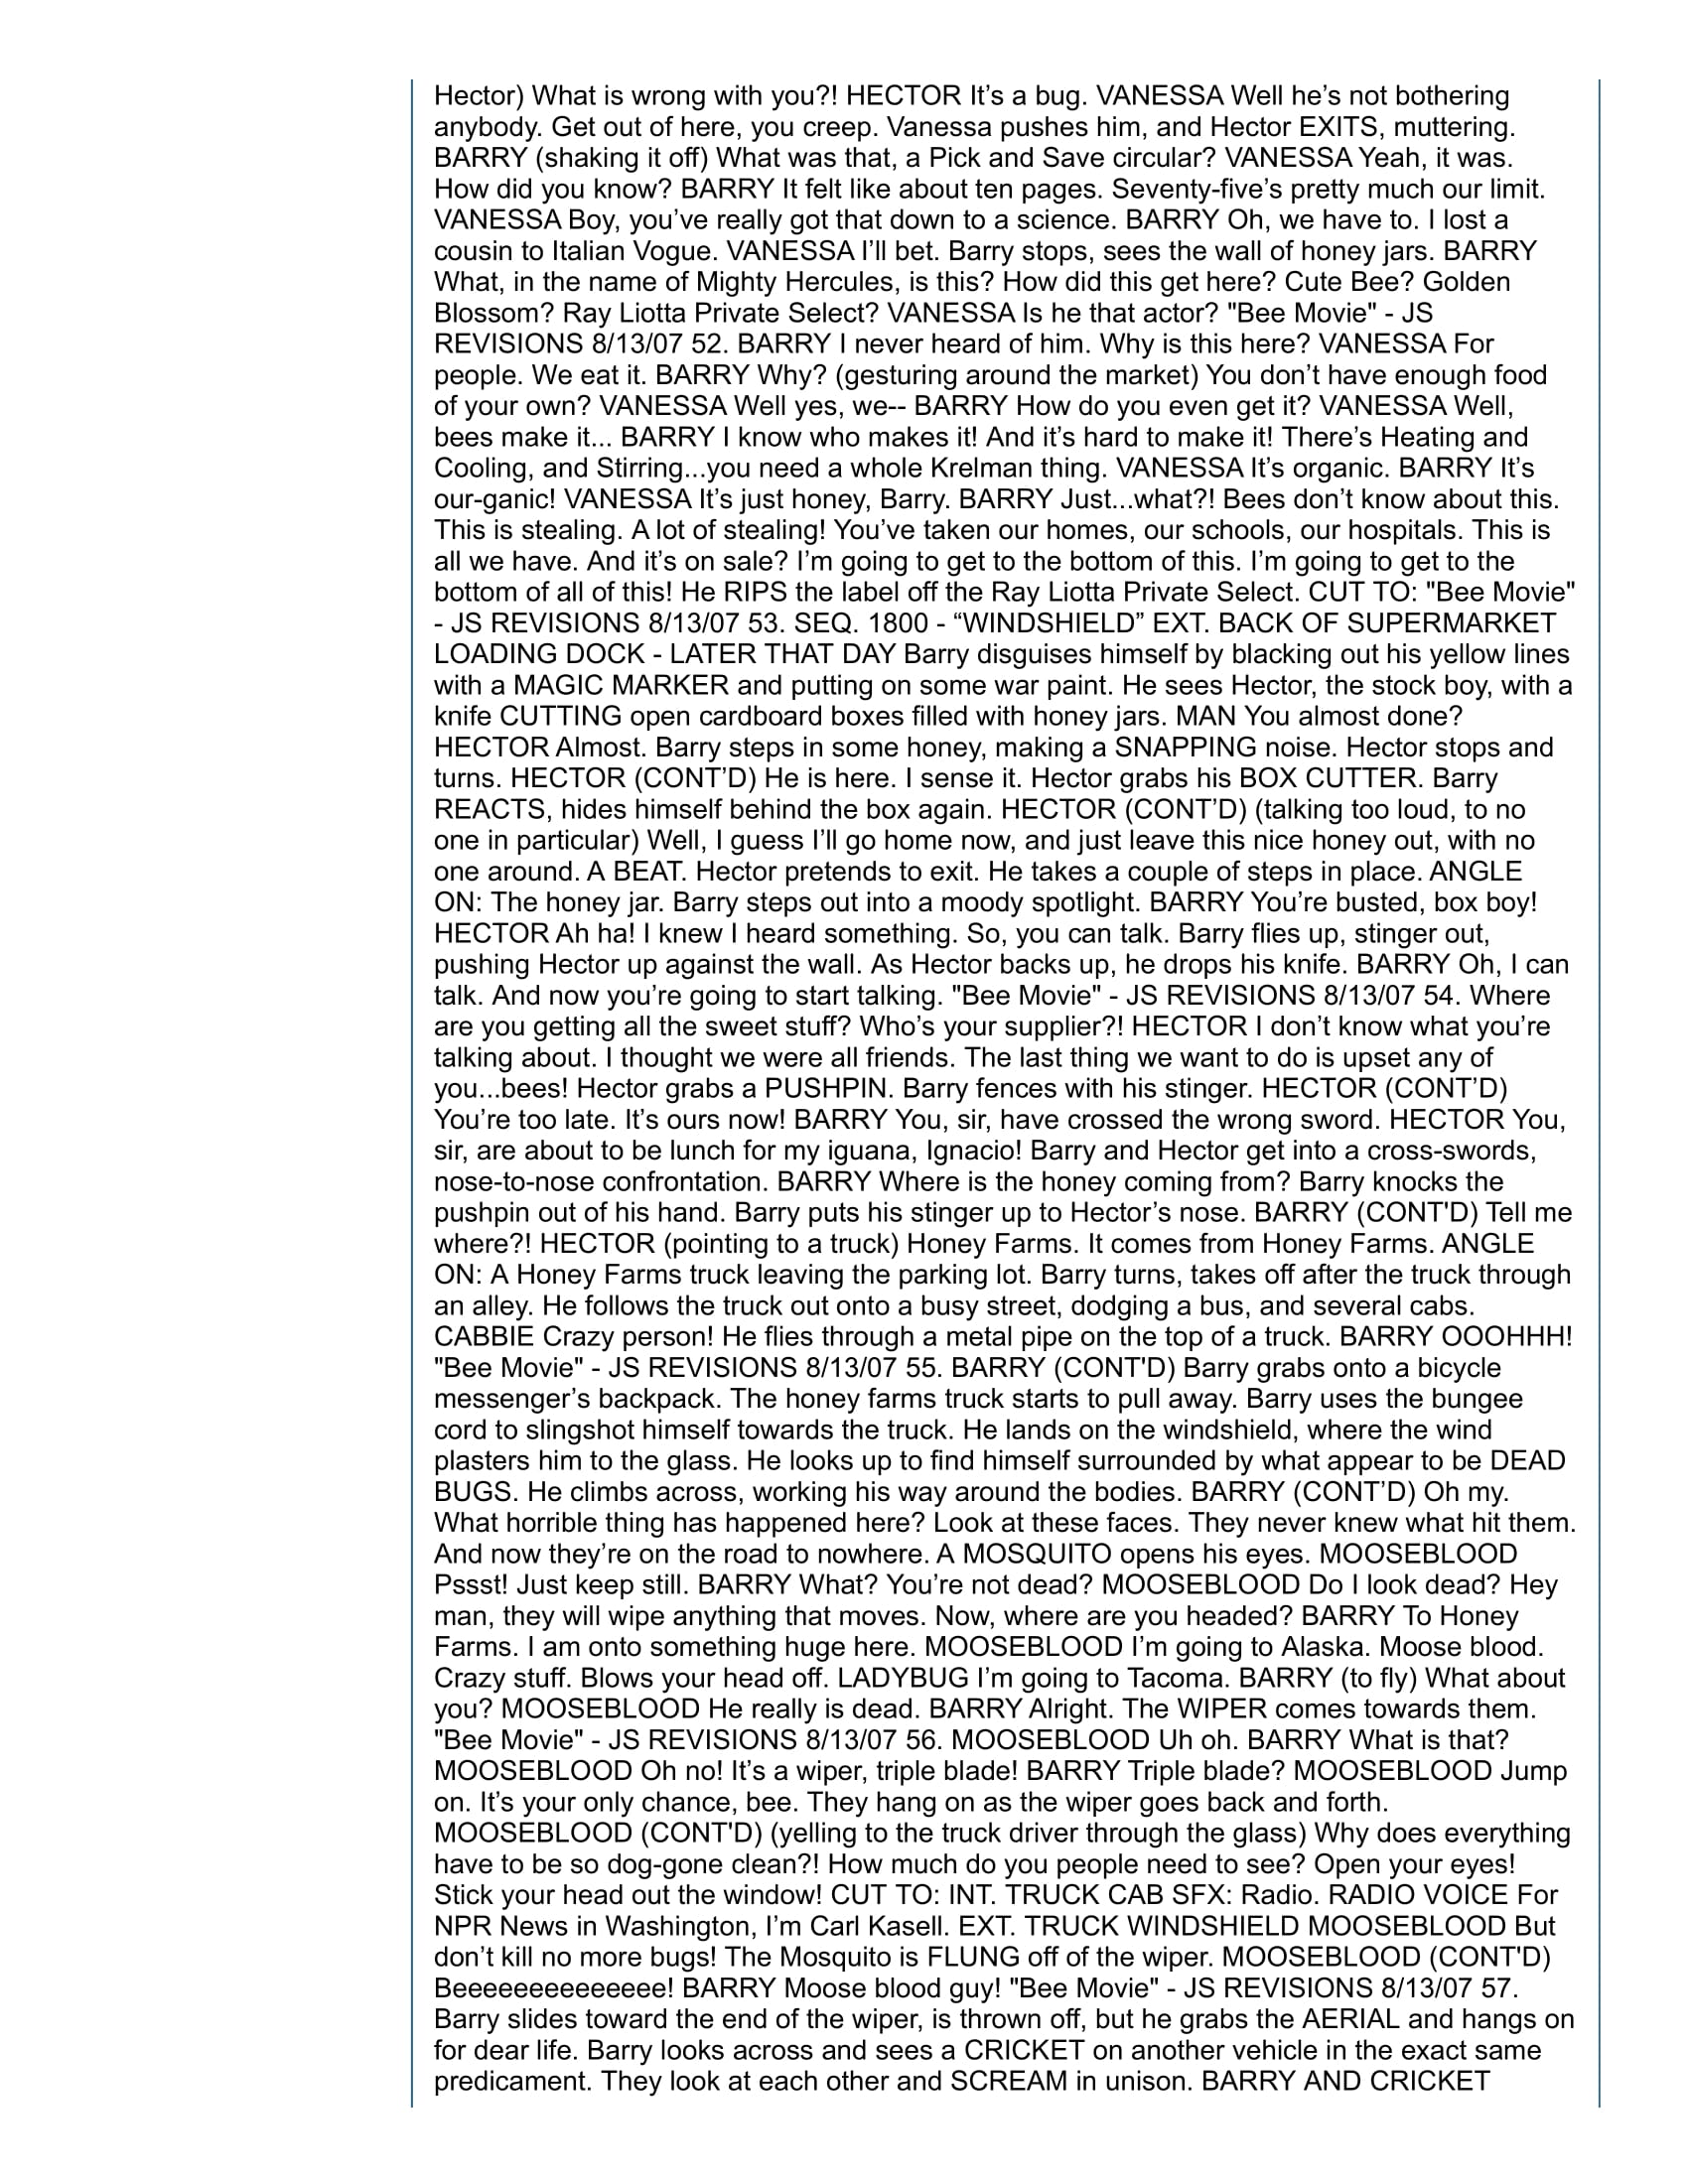 Hector) What is wrong with you?! HECTOR It’s a bug. VANESSA Well he’s not bothering
anybody. Get out of here, you creep. Vanessa pushes him, and Hector EXITS, muttering.
BARRY (shaking it off) What was that, a Pick and Save circular? VANESSA Yeah, it was.
How did you know? BARRY It felt like about ten pages. Seventy-five’s pretty much our limit.
VANESSA Boy, you’ve really got that down to a science. BARRY Oh, we have to. I lost a
cousin to Italian Vogue. VANESSA I’ll bet. Barry stops, sees the wall of honey jars. BARRY
What, in the name of Mighty Hercules, is this? How did this get here? Cute Bee? Golden
Blossom? Ray Liotta Private Select? VANESSA Is he that actor? "Bee Movie" - JS
REVISIONS 8/13/07 52. BARRY I never heard of him. Why is this here? VANESSA For
people. We eat it. BARRY Why? (gesturing around the market) You don’t have enough food
of your own? VANESSA Well yes, we-- BARRY How do you even get it? VANESSA Well,
bees make it... BARRY I know who makes it! And it’s hard to make it! There’s Heating and
Cooling, and Stirring...you need a whole Krelman thing. VANESSA It’s organic. BARRY It’s
our-ganic! VANESSA It’s just honey, Barry. BARRY Just...what?! Bees don’t know about this.
This is stealing. A lot of stealing! You’ve taken our homes, our schools, our hospitals. This is
all we have. And it’s on sale? I’m going to get to the bottom of this. I’m going to get to the
bottom of all of this! He RIPS the label off the Ray Liotta Private Select. CUT TO: "Bee Movie"
- JS REVISIONS 8/13/07 53. SEQ. 1800 - “WINDSHIELD” EXT. BACK OF SUPERMARKET
LOADING DOCK - LATER THAT DAY Barry disguises himself by blacking out his yellow lines
with a MAGIC MARKER and putting on some war paint. He sees Hector, the stock boy, with a
knife CUTTING open cardboard boxes filled with honey jars. MAN You almost done?
HECTOR Almost. Barry steps in some honey, making a SNAPPING noise. Hector stops and
turns. HECTOR (CONT’D) He is here. I sense it. Hector grabs his BOX CUTTER. Barry
REACTS, hides himself behind the box again. HECTOR (CONT’D) (talking too loud, to no
one in particular) Well, I guess I’ll go home now, and just leave this nice honey out, with no
one around. A BEAT. Hector pretends to exit. He takes a couple of steps in place. ANGLE
ON: The honey jar. Barry steps out into a moody spotlight. BARRY You’re busted, box boy!
HECTOR Ah ha! I knew I heard something. So, you can talk. Barry flies up, stinger out,
pushing Hector up against the wall. As Hector backs up, he drops his knife. BARRY Oh, I can
talk. And now you’re going to start talking. "Bee Movie" - JS REVISIONS 8/13/07 54. Where
are you getting all the sweet stuff? Who’s your supplier?! HECTOR I don’t know what you’re
talking about. I thought we were all friends. The last thing we want to do is upset any of
you...bees! Hector grabs a PUSHPIN. Barry fences with his stinger. HECTOR (CONT’D)
You’re too late. It’s ours now! BARRY You, sir, have crossed the wrong sword. HECTOR You,
sir, are about to be lunch for my iguana, Ignacio! Barry and Hector get into a cross-swords,
nose-to-nose confrontation. BARRY Where is the honey coming from? Barry knocks the
pushpin out of his hand. Barry puts his stinger up to Hector’s nose. BARRY (CONT'D) Tell me
where?! HECTOR (pointing to a truck) Honey Farms. It comes from Honey Farms. ANGLE
ON: A Honey Farms truck leaving the parking lot. Barry turns, takes off after the truck through
an alley. He follows the truck out onto a busy street, dodging a bus, and several cabs.
CABBIE Crazy person! He flies through a metal pipe on the top of a truck. BARRY OOOHHH!
"Bee Movie" - JS REVISIONS 8/13/07 55. BARRY (CONT'D) Barry grabs onto a bicycle
messenger’s backpack. The honey farms truck starts to pull away. Barry uses the bungee
cord to slingshot himself towards the truck. He lands on the windshield, where the wind
plasters him to the glass. He looks up to find himself surrounded by what appear to be DEAD
BUGS. He climbs across, working his way around the bodies. BARRY (CONT’D) Oh my.
What horrible thing has happened here? Look at these faces. They never knew what hit them.
And now they’re on the road to nowhere. A MOSQUITO opens his eyes. MOOSEBLOOD
Pssst! Just keep still. BARRY What? You’re not dead? MOOSEBLOOD Do I look dead? Hey
man, they will wipe anything that moves. Now, where are you headed? BARRY To Honey
Farms. I am onto something huge here. MOOSEBLOOD I’m going to Alaska. Moose blood.
Crazy stuff. Blows your head off. LADYBUG I’m going to Tacoma. BARRY (to fly) What about
you? MOOSEBLOOD He really is dead. BARRY Alright. The WIPER comes towards them.
"Bee Movie" - JS REVISIONS 8/13/07 56. MOOSEBLOOD Uh oh. BARRY What is that?
MOOSEBLOOD Oh no! It’s a wiper, triple blade! BARRY Triple blade? MOOSEBLOOD Jump
on. It’s your only chance, bee. They hang on as the wiper goes back and forth.
MOOSEBLOOD (CONT'D) (yelling to the truck driver through the glass) Why does everything
have to be so dog-gone clean?! How much do you people need to see? Open your eyes!
Stick your head out the window! CUT TO: INT. TRUCK CAB SFX: Radio. RADIO VOICE For
NPR News in Washington, I’m Carl Kasell. EXT. TRUCK WINDSHIELD MOOSEBLOOD But
don’t kill no more bugs! The Mosquito is FLUNG off of the wiper. MOOSEBLOOD (CONT'D)
Beeeeeeeeeeeeee! BARRY Moose blood guy! "Bee Movie" - JS REVISIONS 8/13/07 57.
Barry slides toward the end of the wiper, is thrown off, but he grabs the AERIAL and hangs on
for dear life. Barry looks across and sees a CRICKET on another vehicle in the exact same
predicament. They look at each other and SCREAM in unison. BARRY AND CRICKET